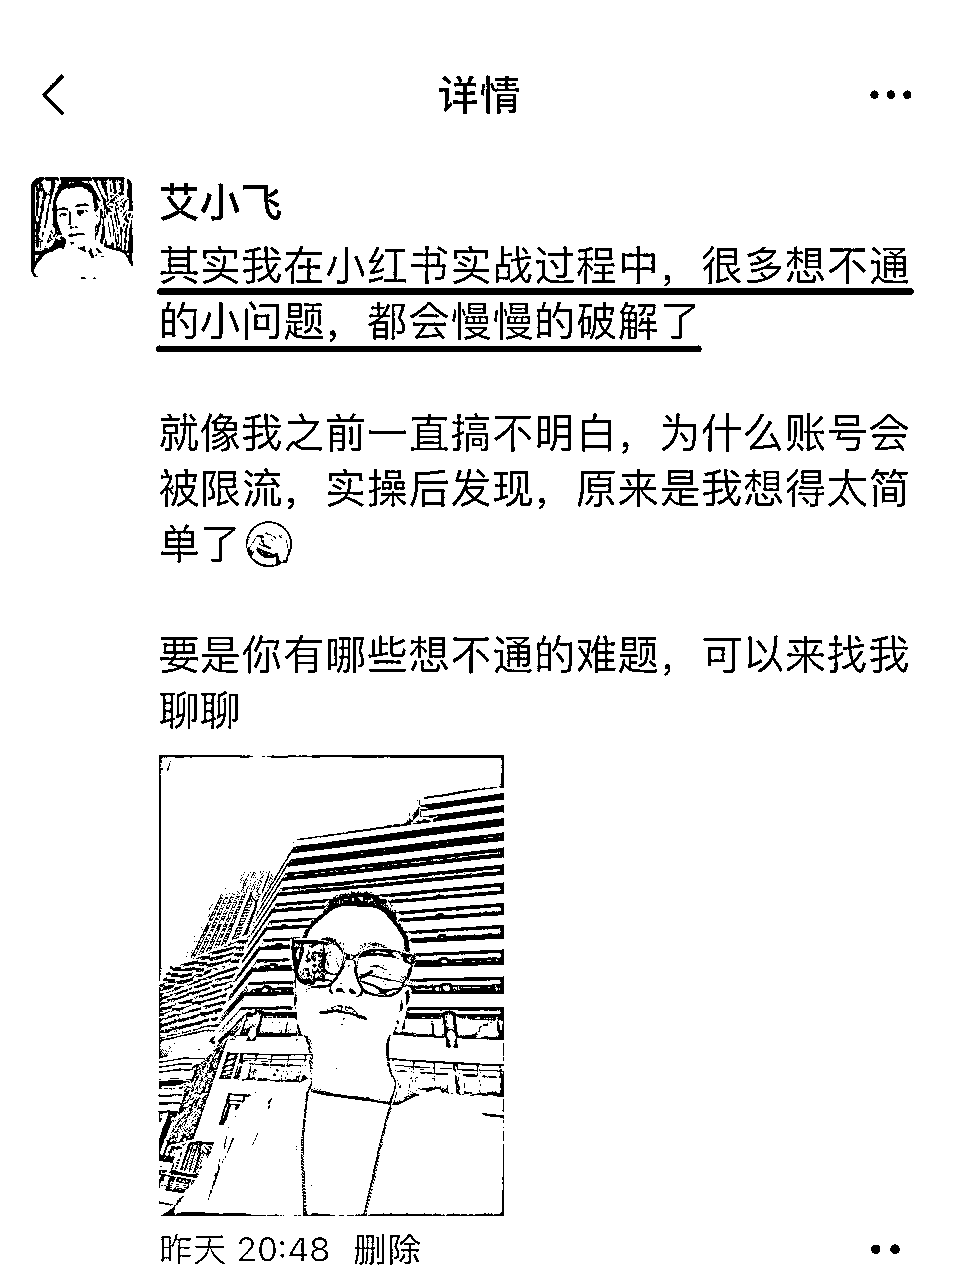 详情
艾小飞
其实我在小红书实战过程中，很多想不通
的小问题，都会慢慢的破解了
就像我之前一直搞不明白，为什么账号会
被限流，实操后发现，原来是我想得太简
单了
要是你有哪些想不通的难题，可以来找我
聊聊
昨天 20:48 删除